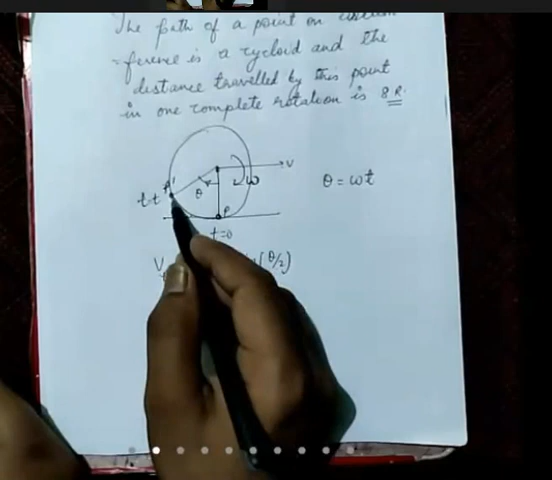 The path of a point on circum
-ference is a cycloid and the
distance travelled by this point
in one complete rotation is 8R.
V
ω
θ = ωt
P'
θ
t=t
P
t=0
V
(θ/2)